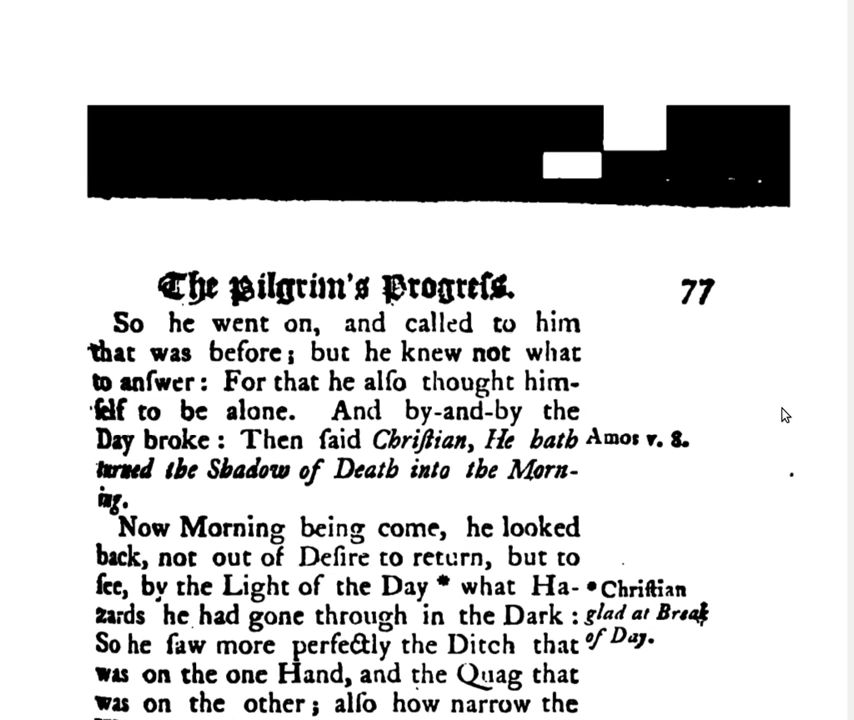 The Pilgrim's Progreſs.
77
So he went on, and called to him
that was before; but he knew not what
to anſwer: For that he alſo thought him-
ſelf to be alone. And by-and-by the
Day broke: Then ſaid Chriſtian, He hath
Amos v. 8.
turned the Shadow of Death into the Morn-
ing.
Now Morning being come, he looked
back, not out of Deſire to return, but to
ſee, by the Light of the Day * what Ha-
* Chriſtian
zards he had gone through in the Dark:
glad at Break
So he ſaw more perfectly the Ditch that
of Day.
was on the one Hand, and the Quag that
was on the other; alſo how narrow the